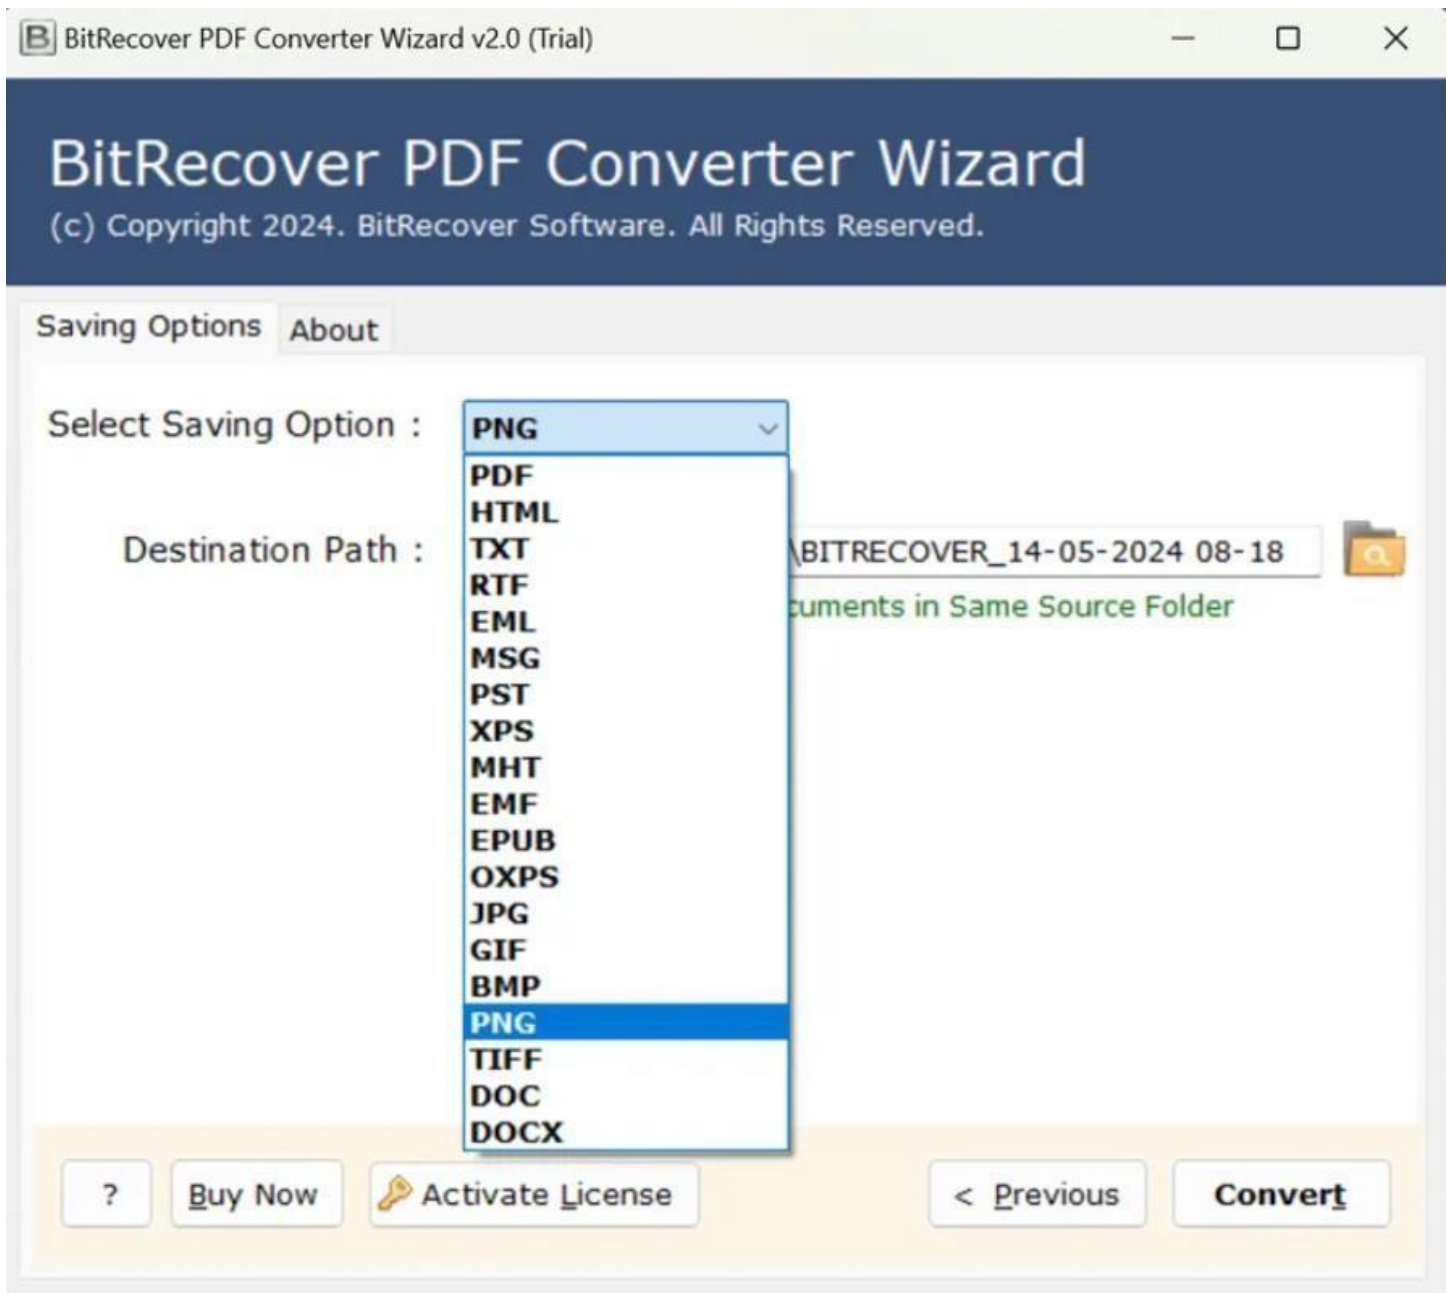 BitRecover PDF Converter Wizard v2.0 (Trial)
BitRecover PDF Converter Wizard
(c) Copyright 2024. BitRecover Software. All Rights Reserved.
Saving Options About
Select Saving Option : PNG
PDF
HTML
Destination Path : TXT \BITRECOVER_14-05-2024 08-18
RTF
EML in Same Source Folder
MSG
PST
XPS
MHT
EMF
EPUB
OXPS
JPG
GIF
BMP
PNG
TIFF
DOC
DOCX
? Buy Now Activate License < Previous Convert